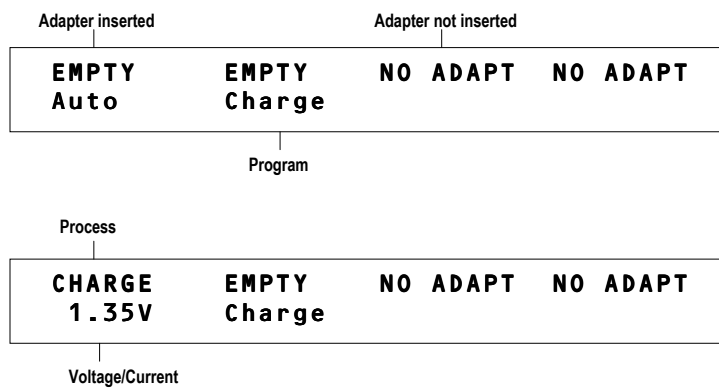 Adapter inserted Adapter not inserted
EMPTY EMPTY NO ADAPT NO ADAPT
Auto Charge
Program
Process
CHARGE EMPTY NO ADAPT NO ADAPT
1.35V Charge
Voltage/Current